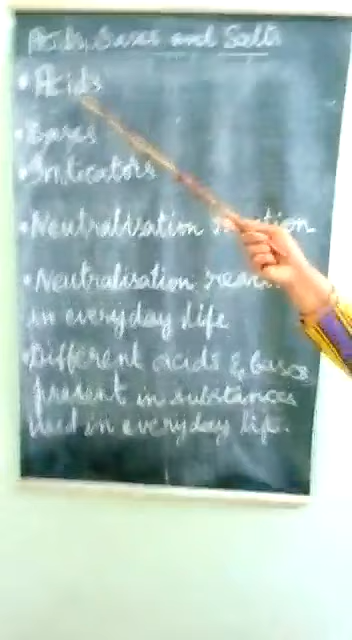 Acids, Bases and Salts
• Acids
• Bases
• Indicators
• Neutralisation
• Neutralisation
in everyday life
• Different acids & bases
present in substances
used in everyday life.